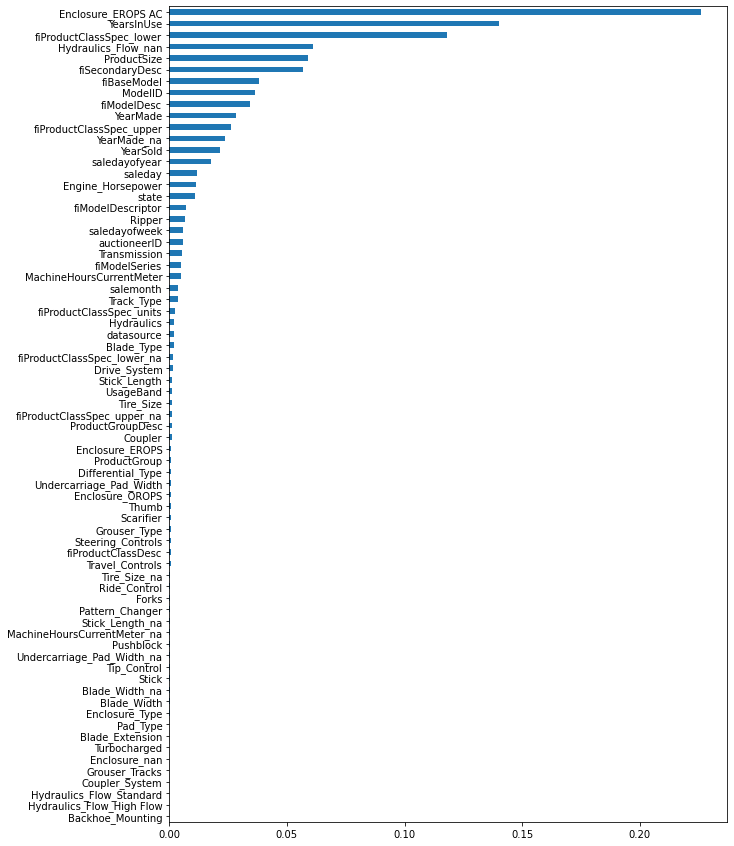 Enclosure_EROPS AC
YearsInUse
fiProductClassSpec_lower
Hydraulics_Flow_nan
ProductSize
fiSecondaryDesc
fiBaseModel
ModelID
fiModelDesc
YearMade
fiProductClassSpec_upper
YearMade_na
YearSold
saledayofyear
saleday
Engine_Horsepower
state
fiModelDescriptor
Ripper
saledayofweek
auctioneerID
Transmission
fiModelSeries
MachineHoursCurrentMeter
salemonth
Track_Type
fiProductClassSpec_units
Hydraulics
datasource
Blade_Type
fiProductClassSpec_lower_na
Drive_System
Stick_Length
UsageBand
Tire_Size
fiProductClassSpec_upper_na
ProductGroupDesc
Coupler
Enclosure_EROPS
ProductGroup
Differential_Type
Undercarriage_Pad_Width
Enclosure_OROPS
Thumb
Scarifier
Grouser_Type
Steering_Controls
fiProductClassDesc
Travel_Controls
Tire_Size_na
Ride_Control
Forks
Pattern_Changer
Stick_Length_na
MachineHoursCurrentMeter_na
Pushblock
Undercarriage_Pad_Width_na
Tip_Control
Stick
Blade_Width_na
Blade_Width
Enclosure_Type
Pad_Type
Blade_Extension
Turbocharged
Enclosure_nan
Grouser_Tracks
Coupler_System
Hydraulics_Flow_Standard
Hydraulics_Flow_High Flow
Backhoe_Mounting
0.00 0.05 0.10 0.15 0.20